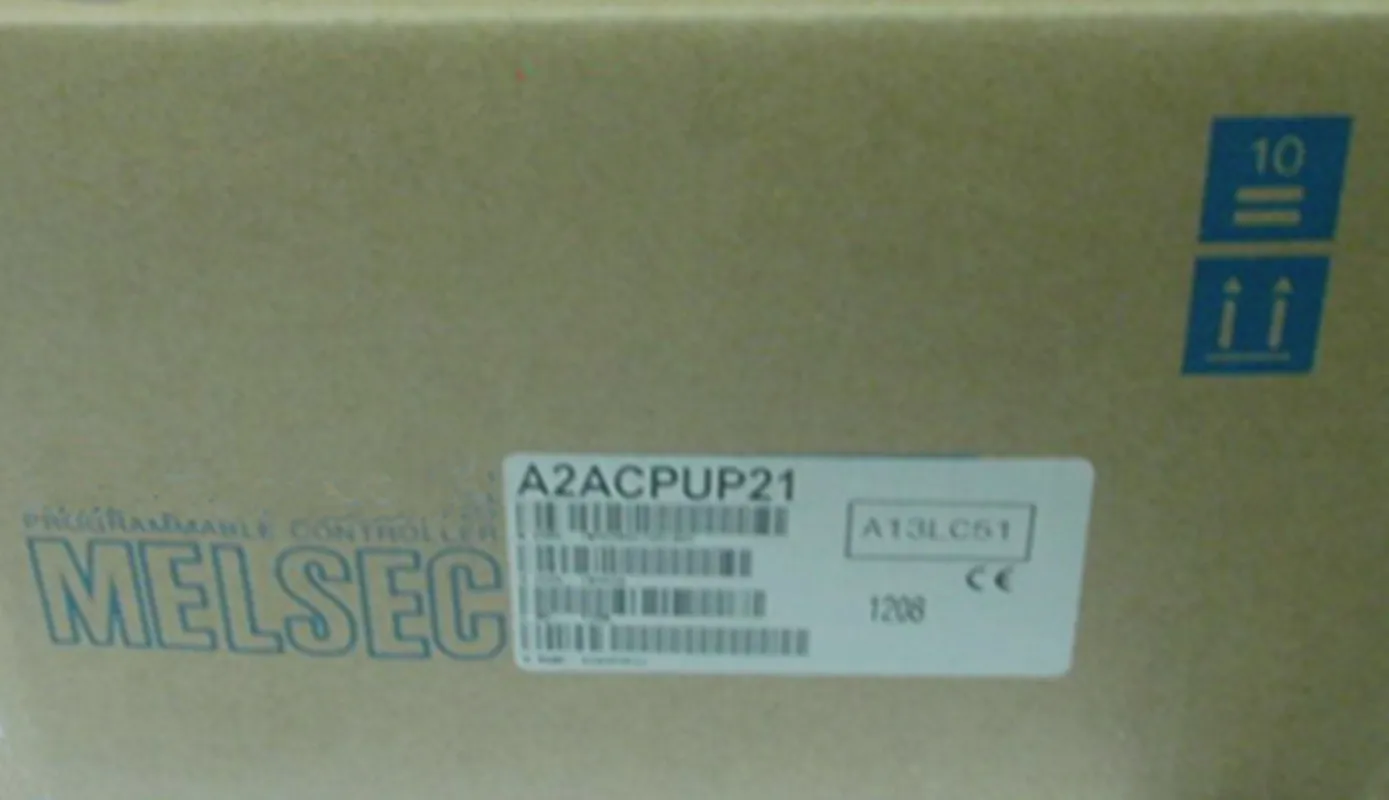 10
A2ACPUP21
A13LC51
PROGRAMMABLE CONTROLLER
MELSEC
CE
1208